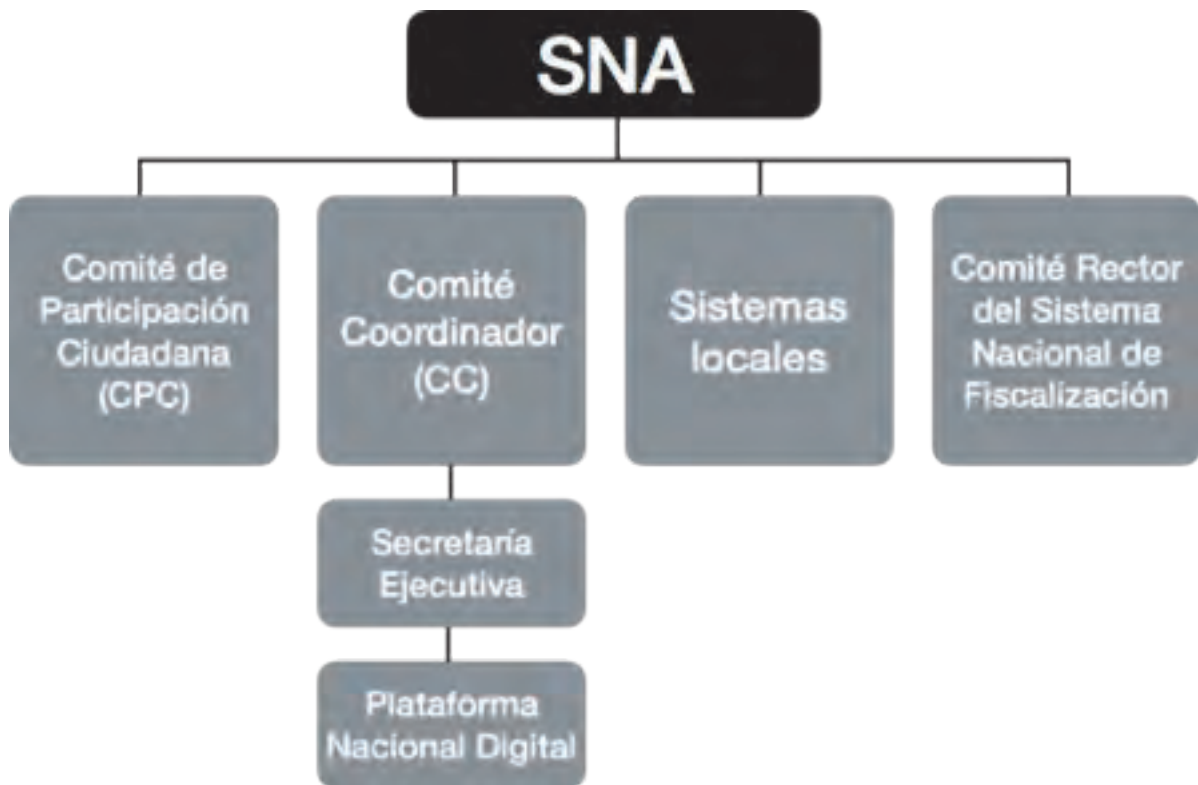 SNA
Comité de
Participación
Ciudadana
(CPC)
Comité
Coordinador
(CC)
Sistemas
locales
Comité Rector
del Sistema
Nacional de
Fiscalización
Secretaría
Ejecutiva
Plataforma
Nacional Digital